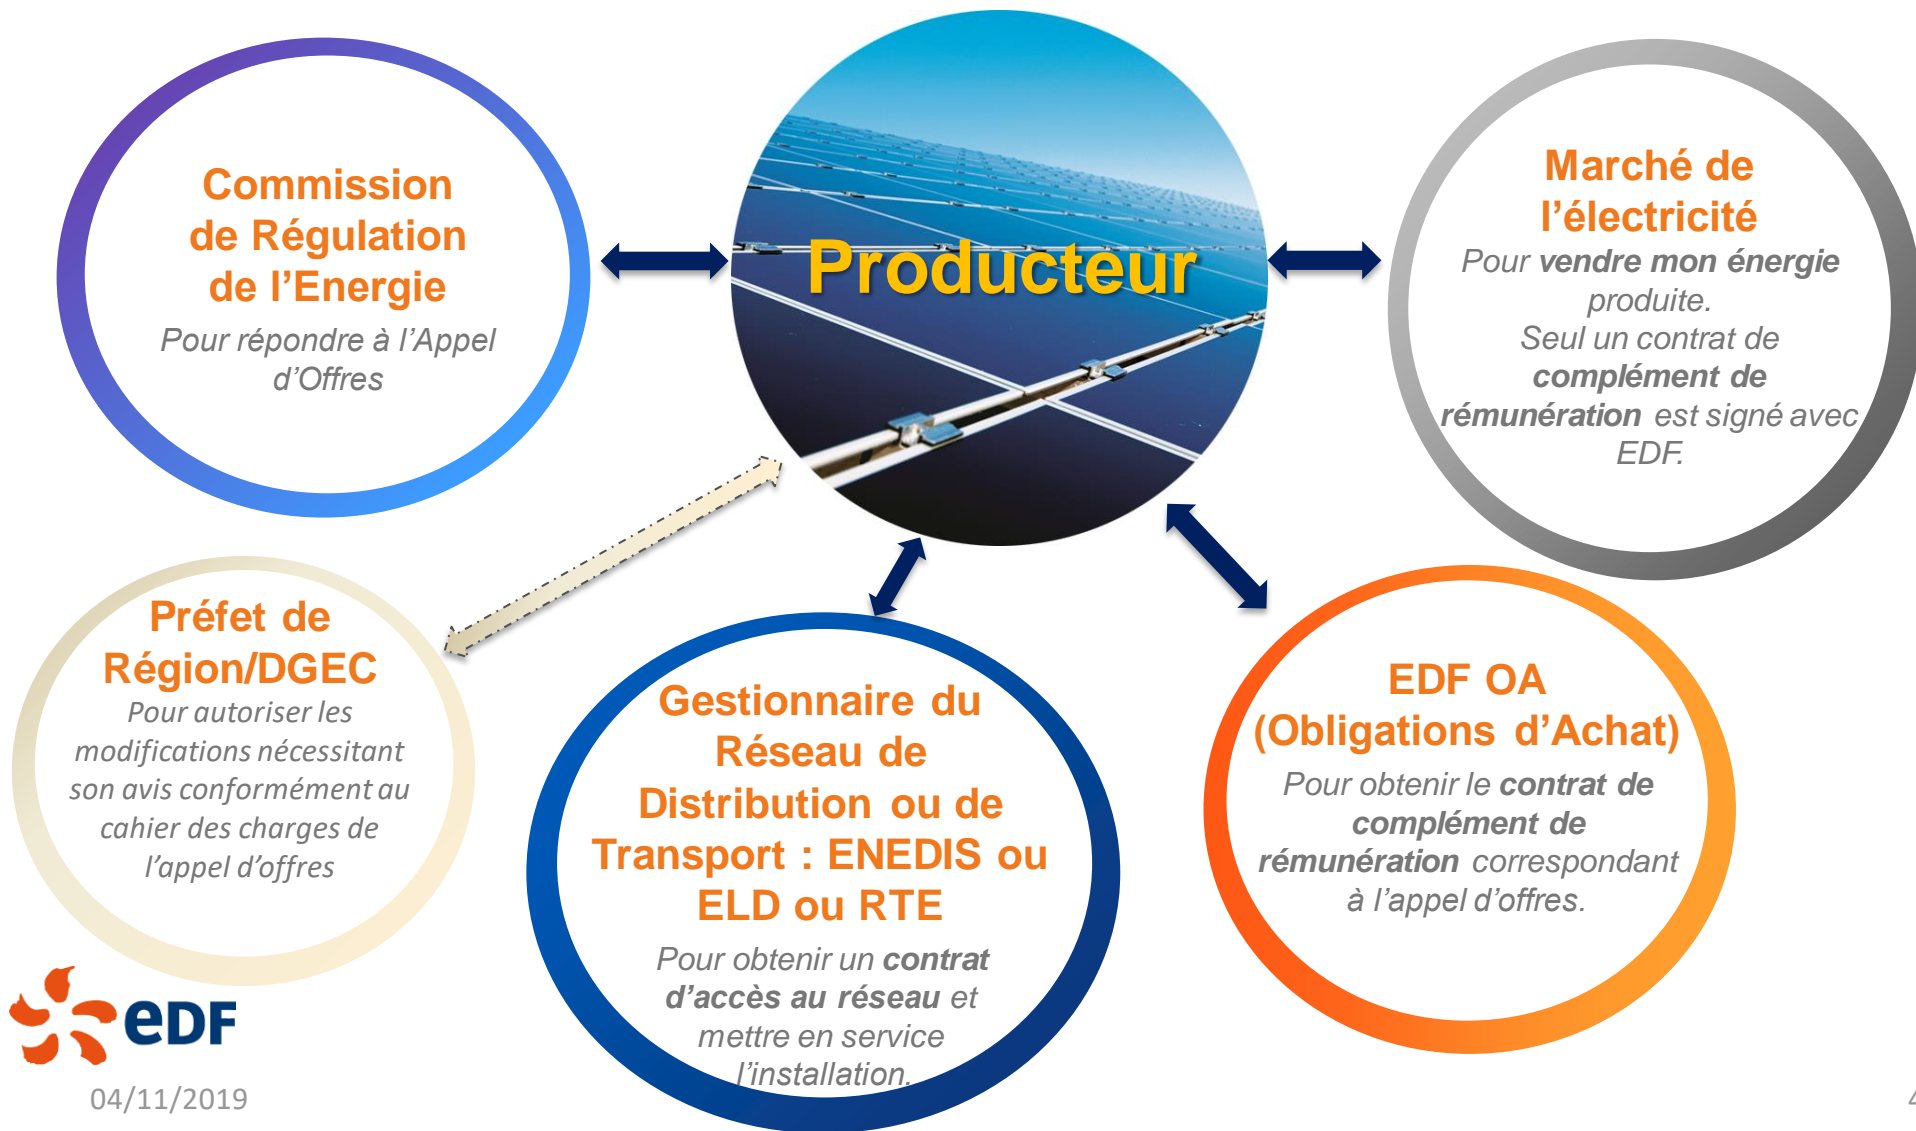 Commission
de Régulation
de l’Energie
Pour répondre à l’Appel
d’Offres
Producteur
Marché de
l’électricité
Pour vendre mon énergie
produite.
Seul un contrat de
complément de
rémunération est signé avec
EDF.
Préfet de
Région/DGEC
Pour autoriser les
modifications nécessitant
son avis conformément au
cahier des charges de
l’appel d’offres
Gestionnaire du
Réseau de
Distribution ou de
Transport : ENEDIS ou
ELD ou RTE
Pour obtenir un contrat
d’accès au réseau et
mettre en service
l’installation.
EDF OA
(Obligations d’Achat)
Pour obtenir le contrat de
complément de
rémunération correspondant
à l’appel d’offres.
eDF
04/11/2019
4